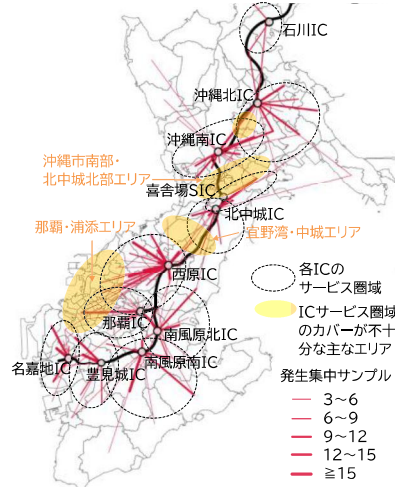 石川IC
沖縄北IC
沖縄南IC
沖縄市南部・
北中城北部エリア
喜舎場SIC
北中城IC
那覇・浦添エリア
宜野湾・中城エリア
西原IC
那覇IC
南風原北IC
名嘉地IC
豊見城IC
南風原南IC
各ICの
サービス圏域
ICサービス圏域
のカバーが不十
分な主なエリア
発生集中サンプル
3～6
6～9
9～12
12～15
≧15